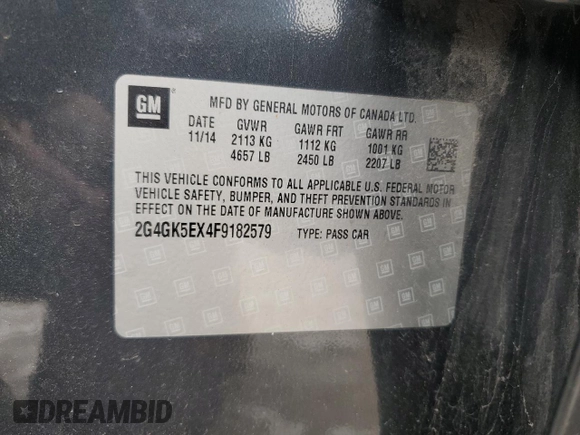 GM
MFD BY GENERAL MOTORS OF CANADA LTD.
DATE GVWR GAWR FRT GAWR RR
11/14 2113 KG 1112 KG 1001 KG
4657 LB 2450 LB 2207 LB
THIS VEHICLE CONFORMS TO ALL APPLICABLE U.S. FEDERAL MOTOR
VEHICLE SAFETY, BUMPER, AND THEFT PREVENTION STANDARDS IN
EFFECT ON THE DATE OF MANUFACTURE SHOWN ABOVE.
2G4GK5EX4F9182579 TYPE: PASS CAR
DREAMBID